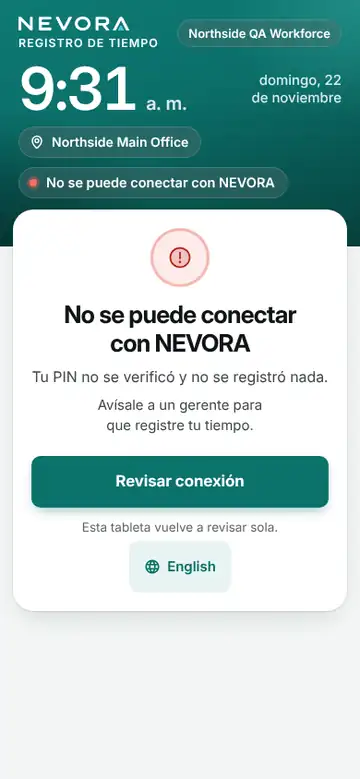 NEVORA
REGISTRO DE TIEMPO
Northside QA Workforce
9:31 a. m.
domingo, 22
de noviembre
Northside Main Office
No se puede conectar con NEVORA
No se puede conectar
con NEVORA
Tu PIN no se verificó y no se registró nada.
Avísale a un gerente para
que registre tu tiempo.
Revisar conexión
Esta tableta vuelve a revisar sola.
English